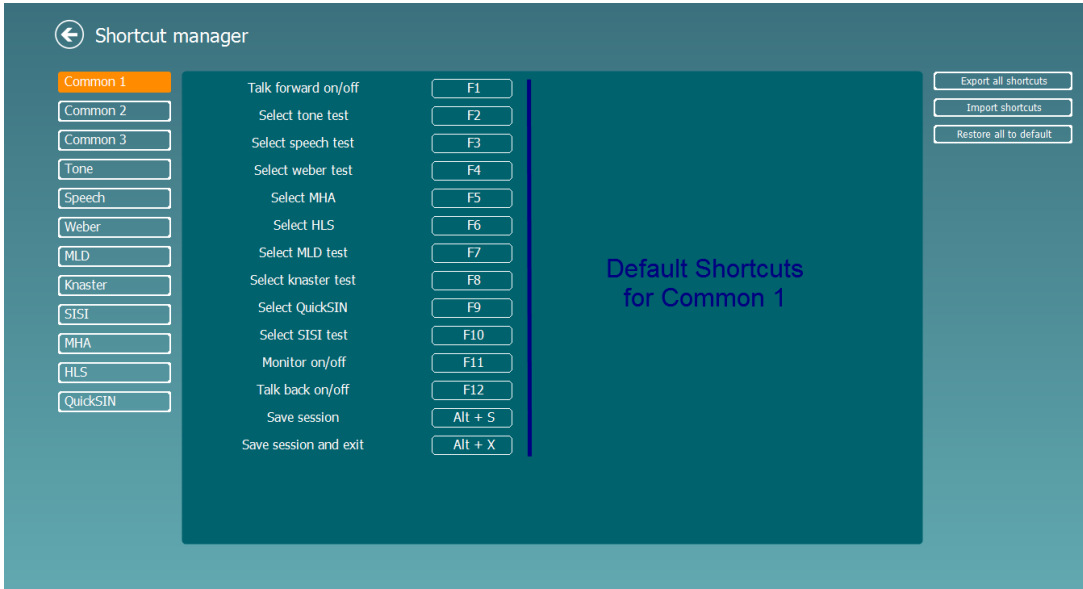 Shortcut manager
Common 1
Common 2
Common 3
Tone
Speech
Weber
MLD
Knaster
SISI
MHA
HLS
QuickSIN
Talk forward on/off F1
Select tone test F2
Select speech test F3
Select weber test F4
Select MHA F5
Select HLS F6
Select MLD test F7
Select knaster test F8
Select QuickSIN F9
Select SISI test F10
Monitor on/off F11
Talk back on/off F12
Save session Alt + S
Save session and exit Alt + X
Default Shortcuts
for Common 1
Export all shortcuts
Import shortcuts
Restore all to default